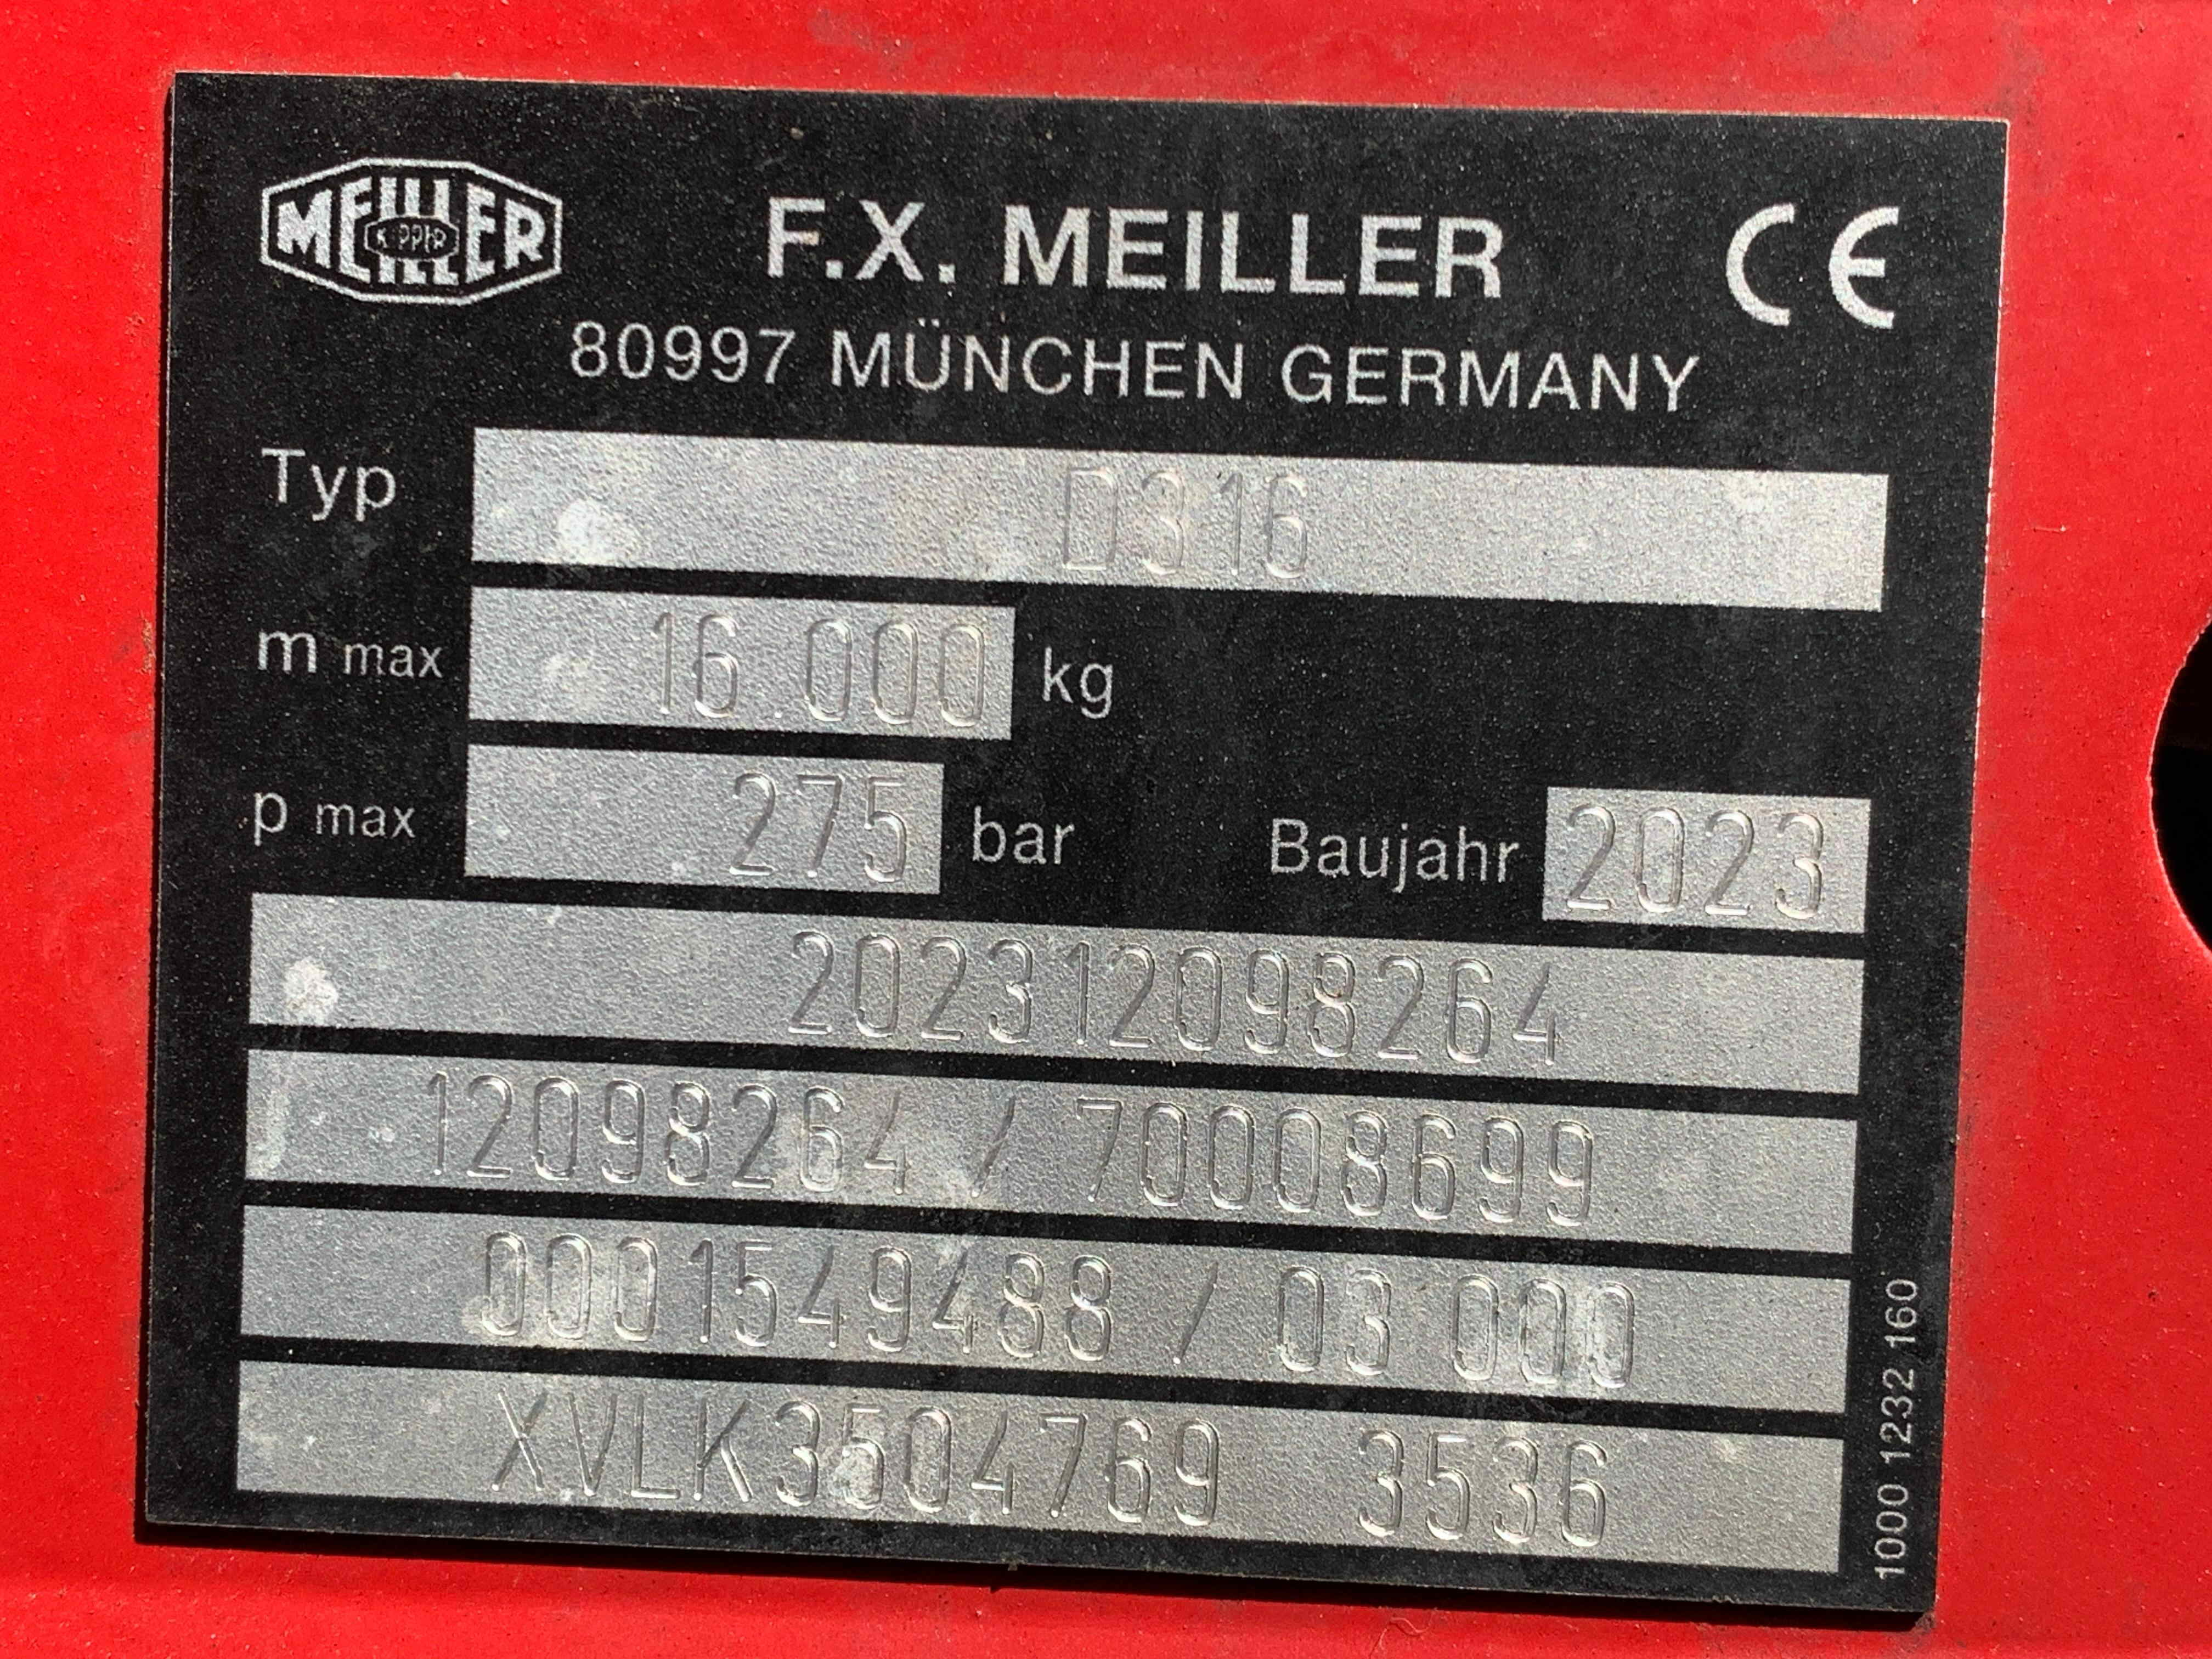 MEILLER
KIPPER
F.X. MEILLER
CE
80997 MÜNCHEN GERMANY
Typ D316
m max 16.000 kg
p max 275 bar Baujahr 2023
202312098264
12098264 / 70008699
0001549488 / 03 000
XVLK3504769 3536
1000 1232 160